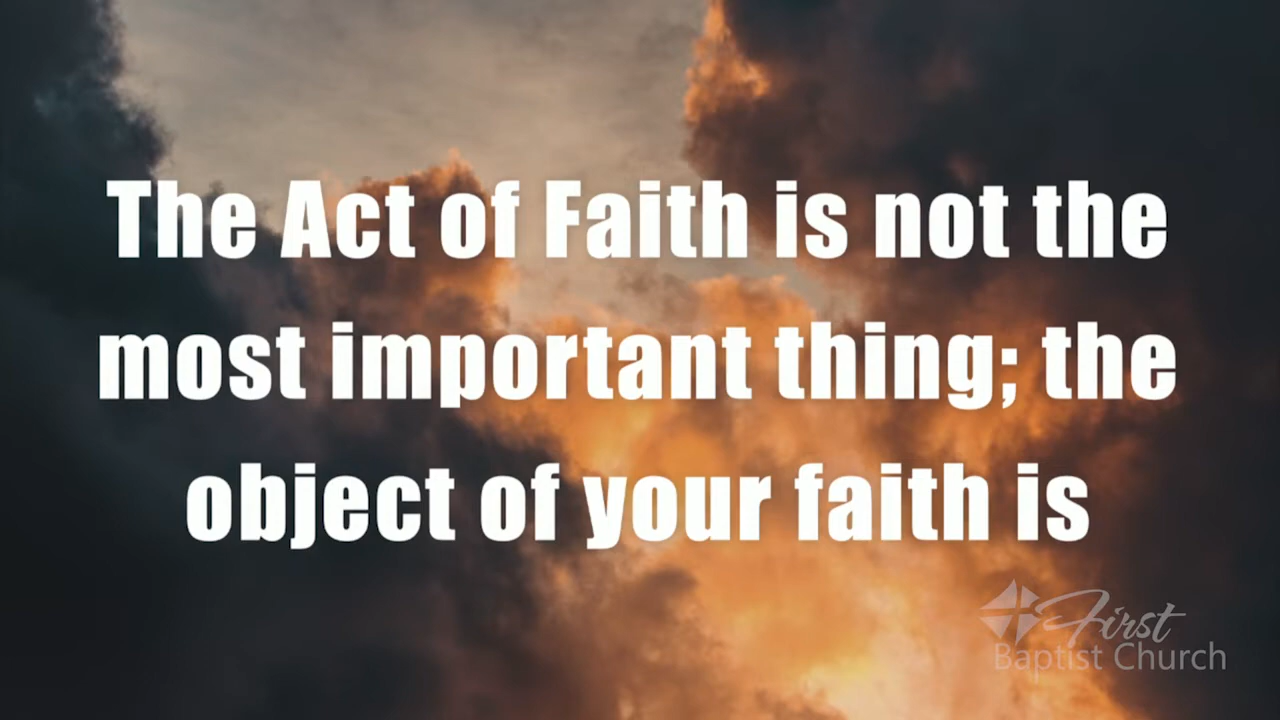 The Act of Faith is not the
most important thing; the
object of your faith is
First
Baptist Church